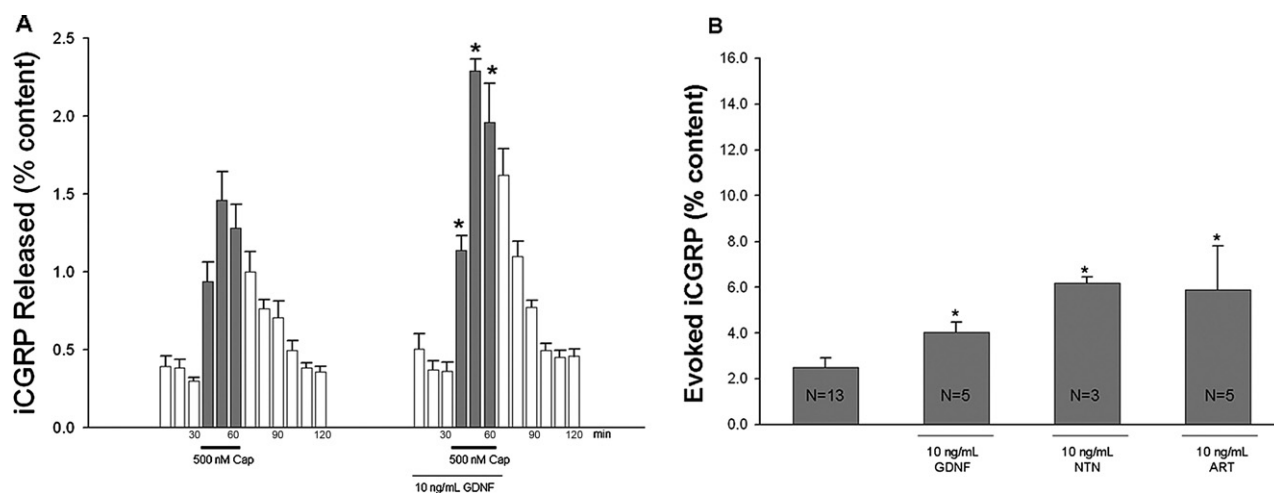 A
iCGRP Released (% content)
2.5
2.0
1.5
1.0
0.5
0.0
*
*
*
30 60 90 120 30 60 90 120 min
500 nM Cap 500 nM Cap
10 ng/mL GDNF
B
Evoked iCGRP (% content)
16.0
14.0
12.0
10.0
8.0
6.0
4.0
2.0
0.0
*
*
*
N=13 N=5 N=3 N=5
10 ng/mL 10 ng/mL 10 ng/mL
GDNF NTN ART